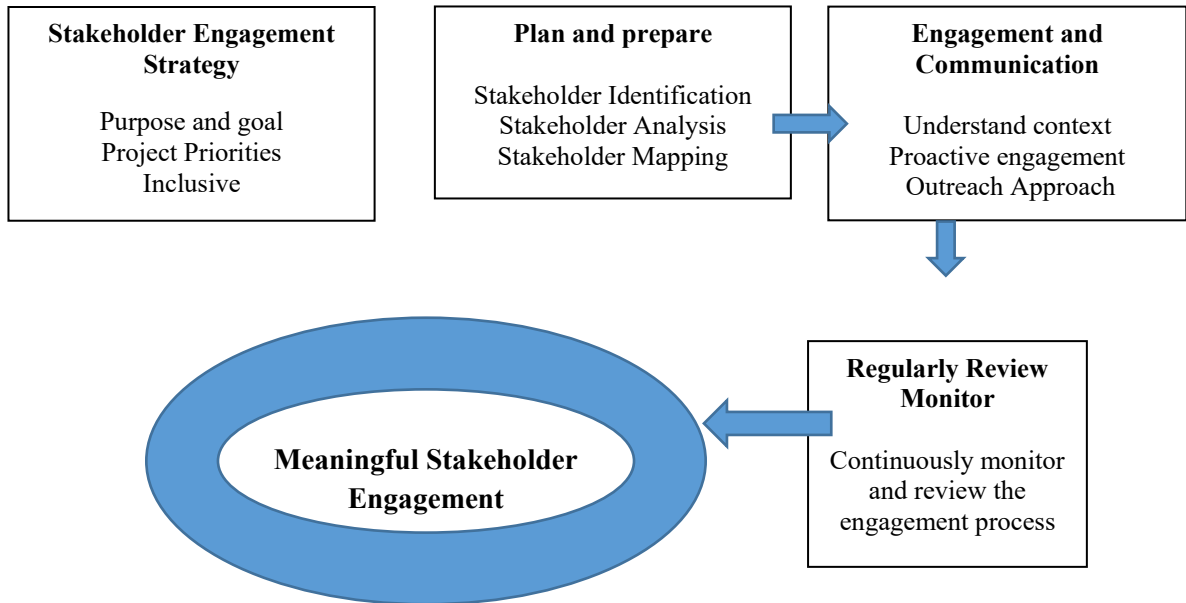 Stakeholder Engagement
Strategy
Purpose and goal
Project Priorities
Inclusive
Plan and prepare
Stakeholder Identification
Stakeholder Analysis
Stakeholder Mapping
Engagement and
Communication
Understand context
Proactive engagement
Outreach Approach
Regularly Review
Monitor
Continuously monitor
and review the
engagement process
Meaningful Stakeholder
Engagement